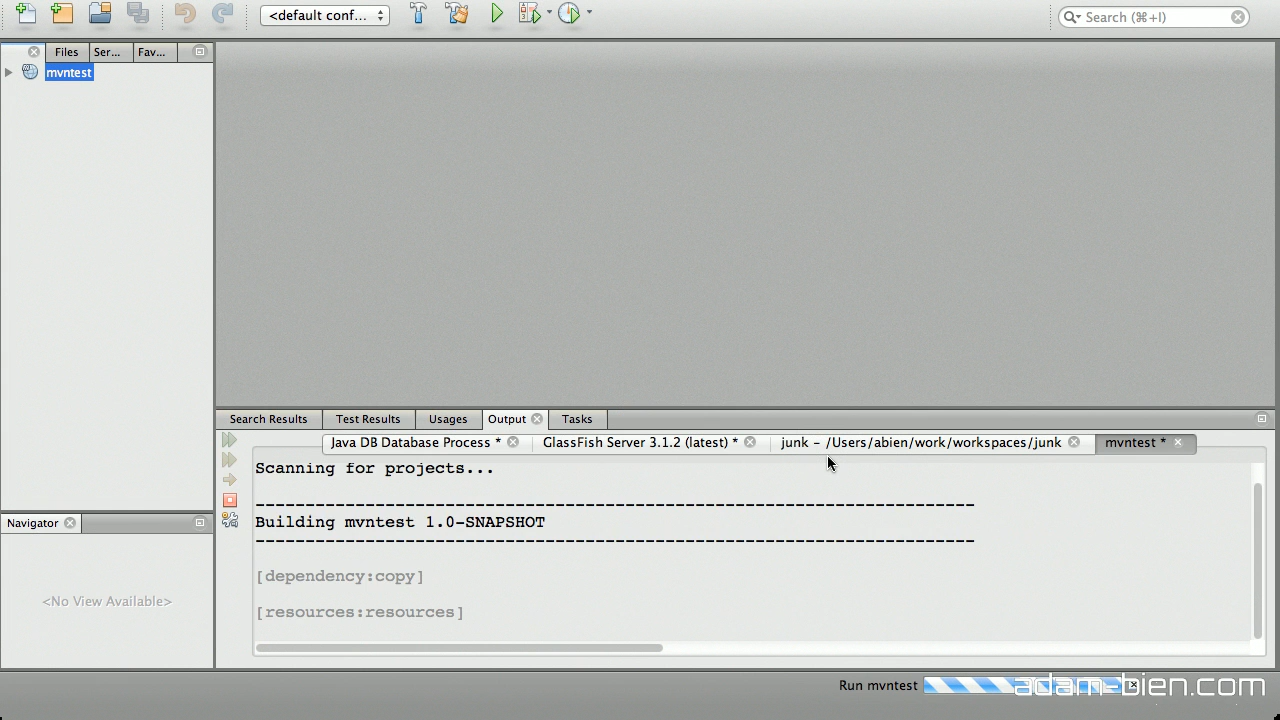 <default conf...
Search (⌘+I)
Files
Ser...
Fav...
mvntest
Search Results
Test Results
Usages
Output
Tasks
Java DB Database Process *
GlassFish Server 3.1.2 (latest) *
junk - /Users/abien/work/workspaces/junk
mvntest *
Scanning for projects...
------------------------------------------------------------------------
Building mvntest 1.0-SNAPSHOT
------------------------------------------------------------------------
[dependency:copy]
[resources:resources]
Navigator
<No View Available>
Run mvntest
adam-bien.com